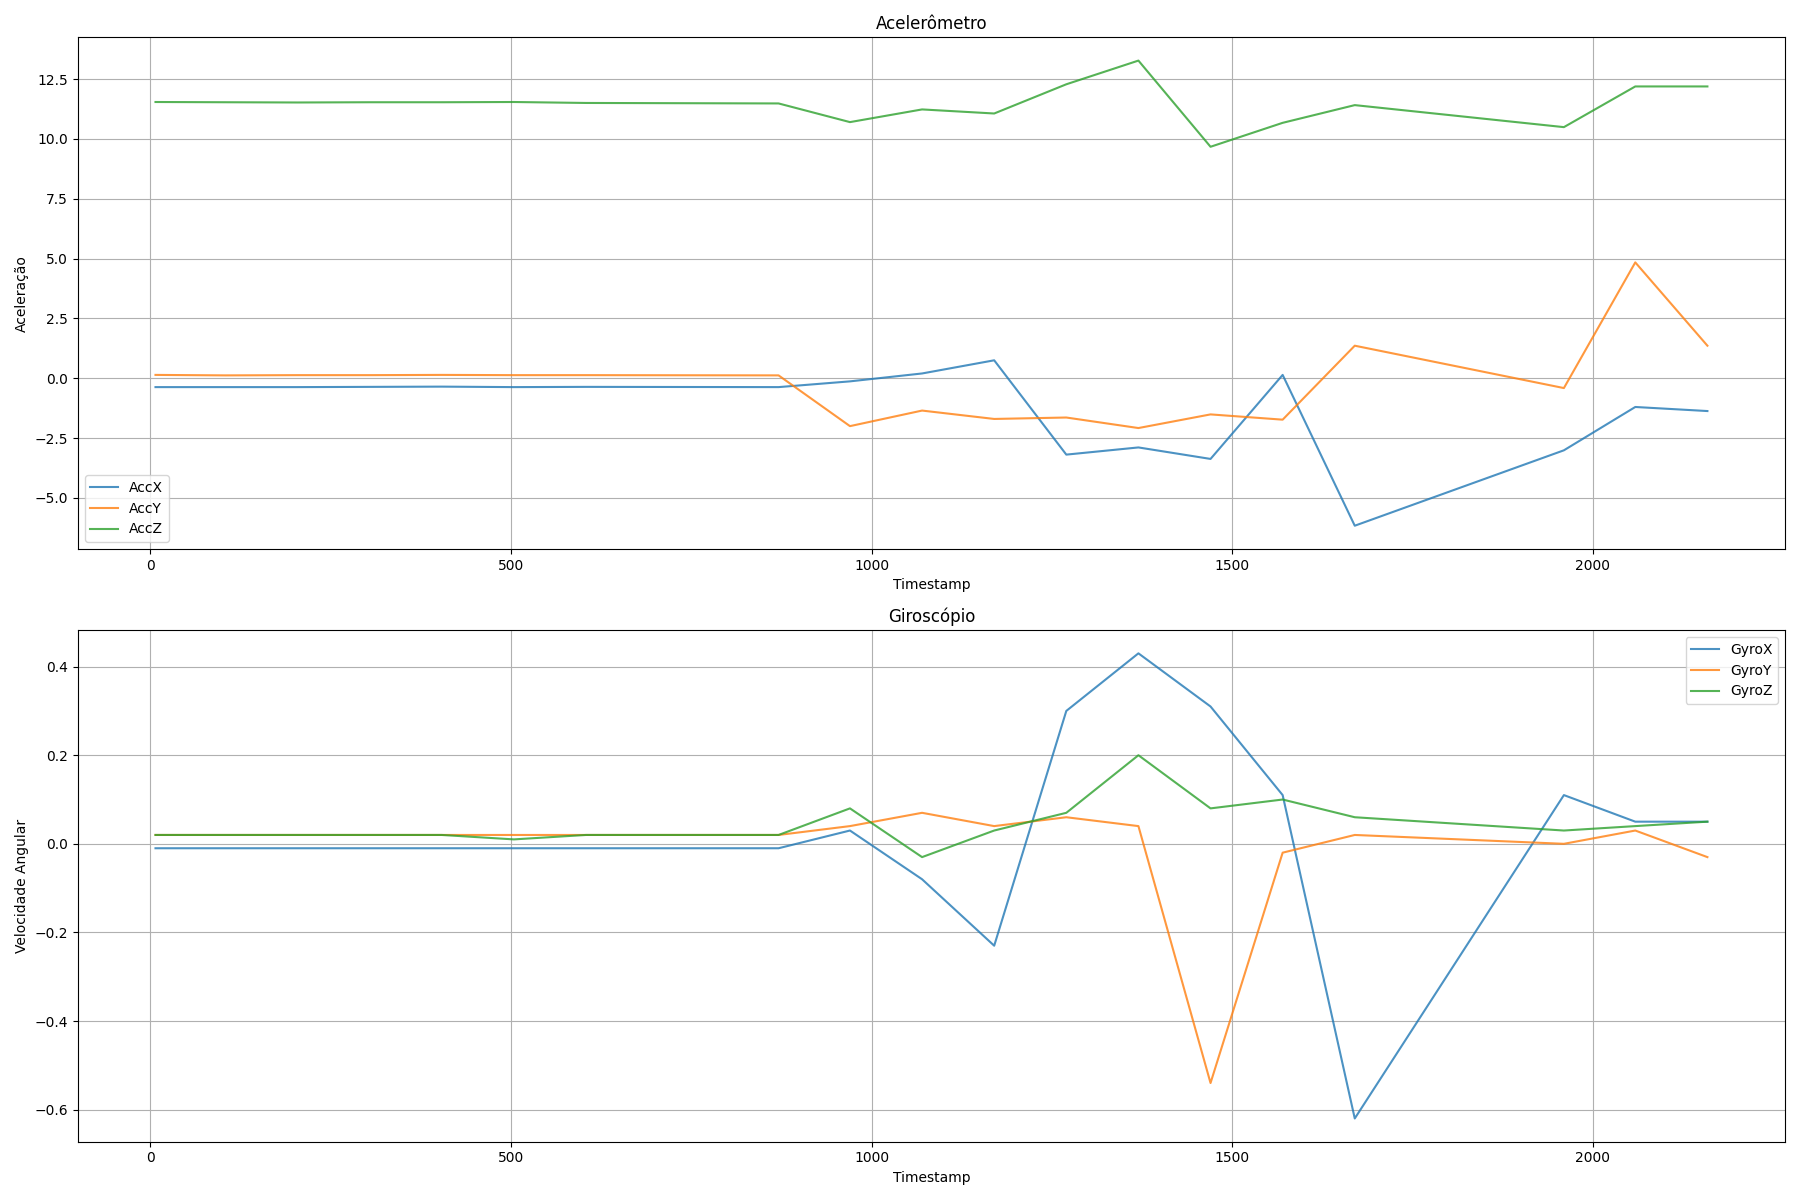 Acelerômetro
12.5
10.0
7.5
5.0
2.5
0.0
−2.5
−5.0
Aceleração
AccX
AccY
AccZ
0 500 1000 1500 2000
Timestamp
Giroscópio
0.4
0.2
0.0
−0.2
−0.4
−0.6
Velocidade Angular
GyroX
GyroY
GyroZ
0 500 1000 1500 2000
Timestamp